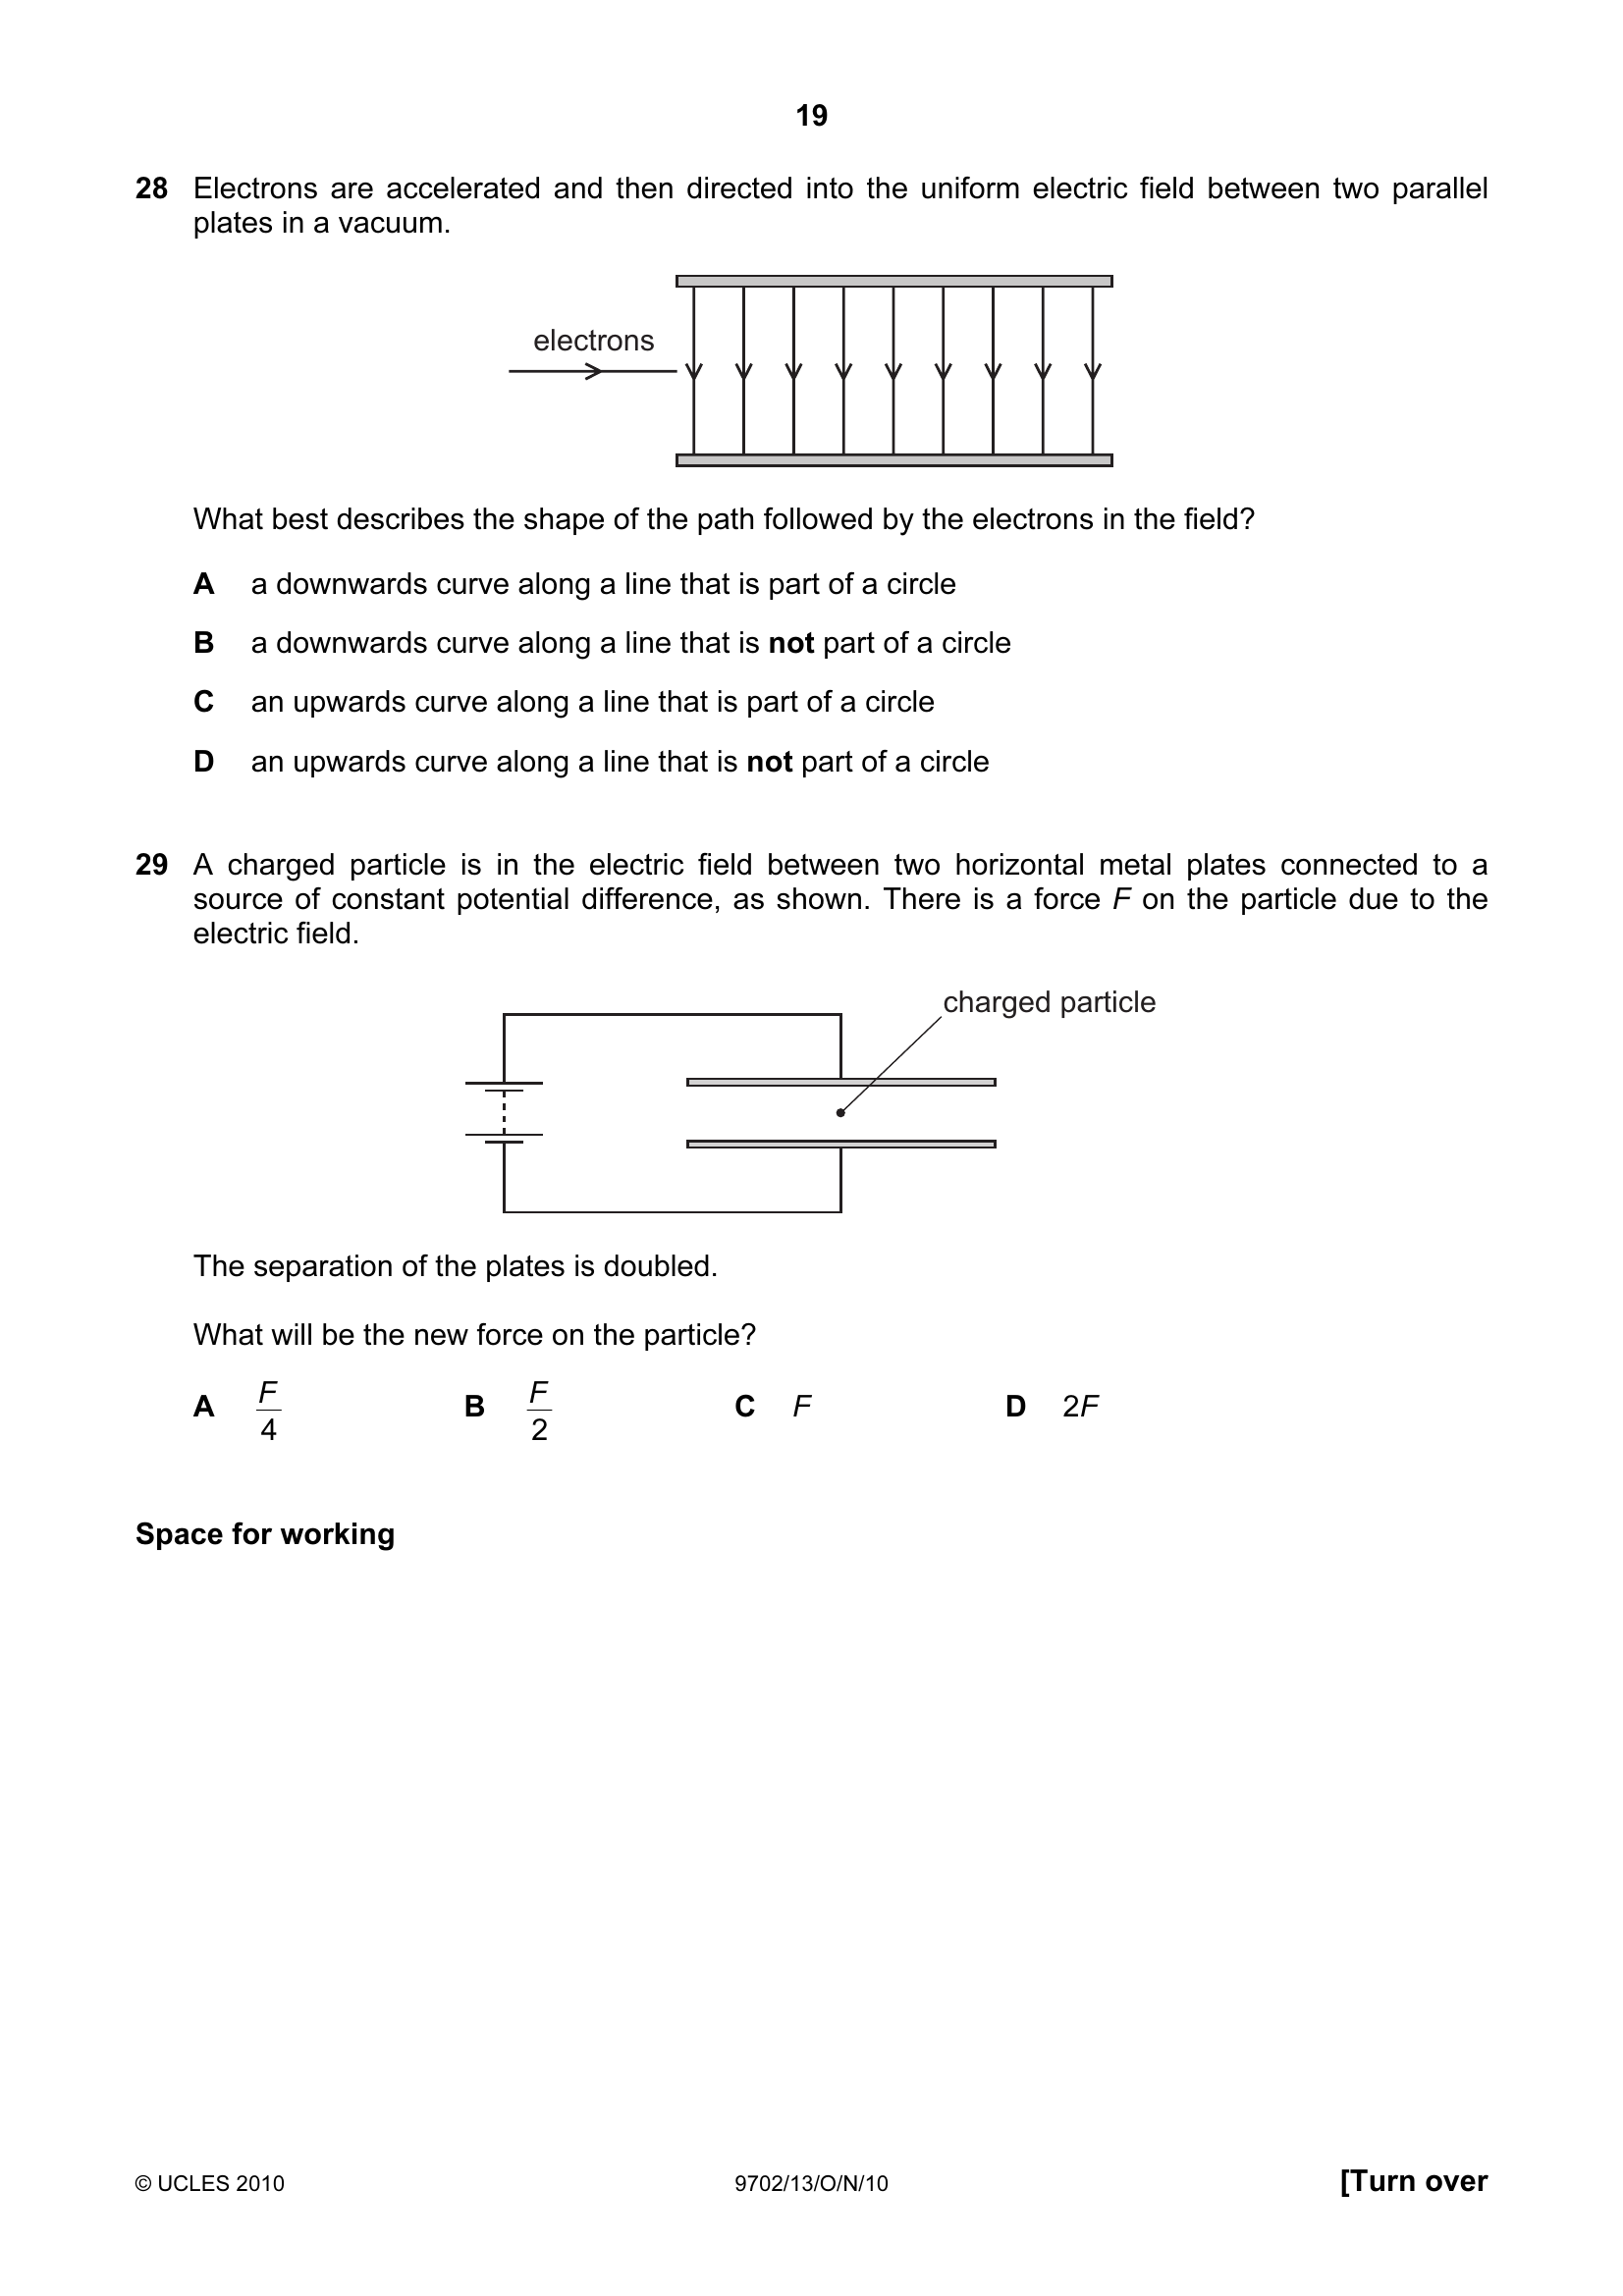 19
28 Electrons are accelerated and then directed into the uniform electric field between two parallel
plates in a vacuum.
electrons
What best describes the shape of the path followed by the electrons in the field?
A a downwards curve along a line that is part of a circle
B a downwards curve along a line that is not part of a circle
C an upwards curve along a line that is part of a circle
D an upwards curve along a line that is not part of a circle
29 A charged particle is in the electric field between two horizontal metal plates connected to a
source of constant potential difference, as shown. There is a force F on the particle due to the
electric field.
charged particle
The separation of the plates is doubled.
What will be the new force on the particle?
A F/4 B F/2 C F D 2F
Space for working
© UCLES 2010 9702/13/O/N/10 [Turn over